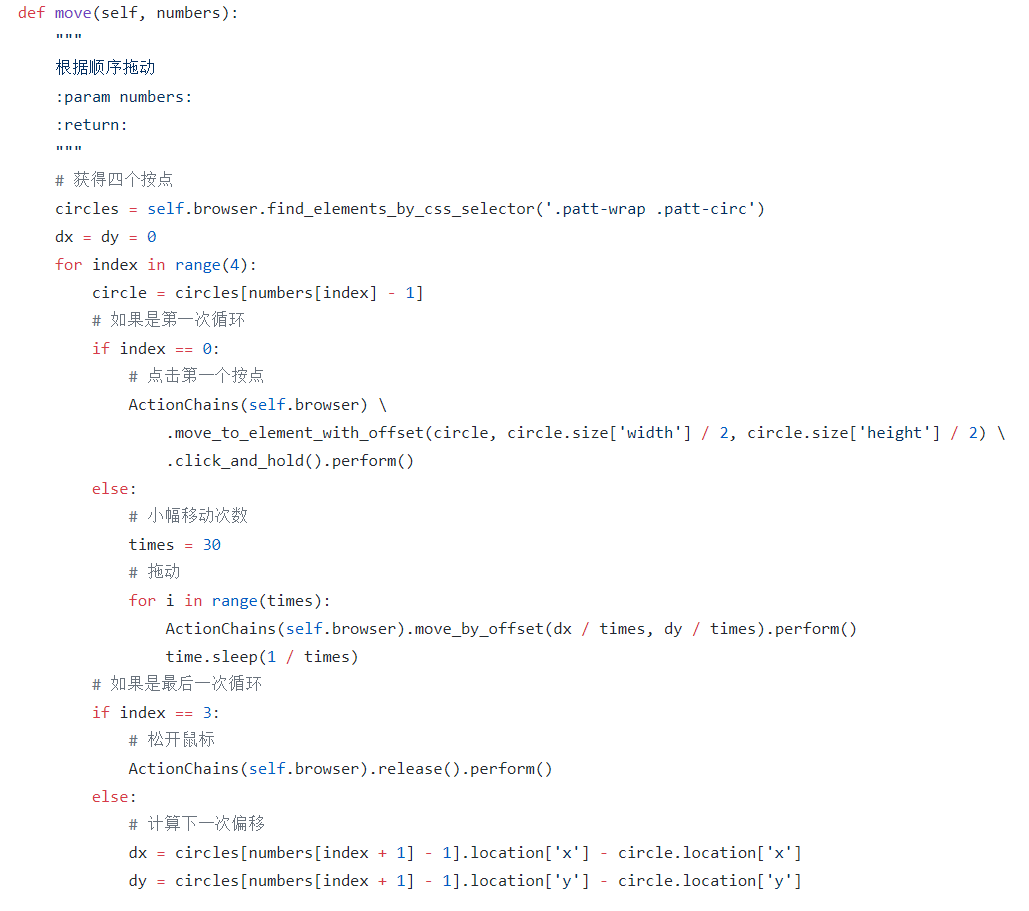 def move(self, numbers):
    """
    根据顺序拖动
    :param numbers:
    :return:
    """
    # 获得四个按点
    circles = self.browser.find_elements_by_css_selector('.patt-wrap .patt-circ')
    dx = dy = 0
    for index in range(4):
        circle = circles[numbers[index] - 1]
        # 如果是第一次循环
        if index == 0:
            # 点击第一个按点
            ActionChains(self.browser) \
                .move_to_element_with_offset(circle, circle.size['width'] / 2, circle.size['height'] / 2) \
                .click_and_hold().perform()
        else:
            # 小幅移动次数
            times = 30
            # 拖动
            for i in range(times):
                ActionChains(self.browser).move_by_offset(dx / times, dy / times).perform()
                time.sleep(1 / times)
        # 如果是最后一次循环
        if index == 3:
            # 松开鼠标
            ActionChains(self.browser).release().perform()
        else:
            # 计算下一次偏移
            dx = circles[numbers[index + 1] - 1].location['x'] - circle.location['x']
            dy = circles[numbers[index + 1] - 1].location['y'] - circle.location['y']